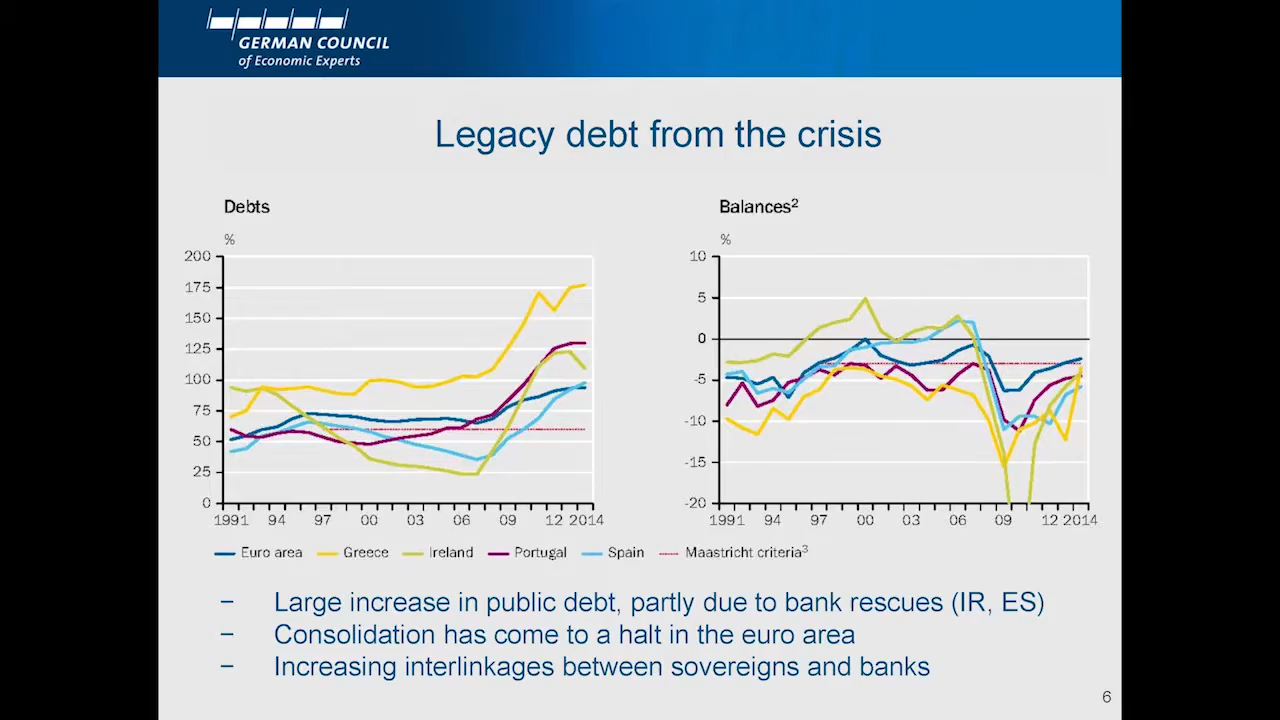 GERMAN COUNCIL
of Economic Experts
Legacy debt from the crisis
Debts
%
200
175
150
125
100
75
50
25
0
1991 94 97 00 03 06 09 12 2014
Balances2
%
10
5
0
-5
-10
-15
-20
1991 94 97 00 03 06 09 12 2014
Euro area Greece Ireland Portugal Spain Maastricht criteria3
− Large increase in public debt, partly due to bank rescues (IR, ES)
− Consolidation has come to a halt in the euro area
− Increasing interlinkages between sovereigns and banks
6